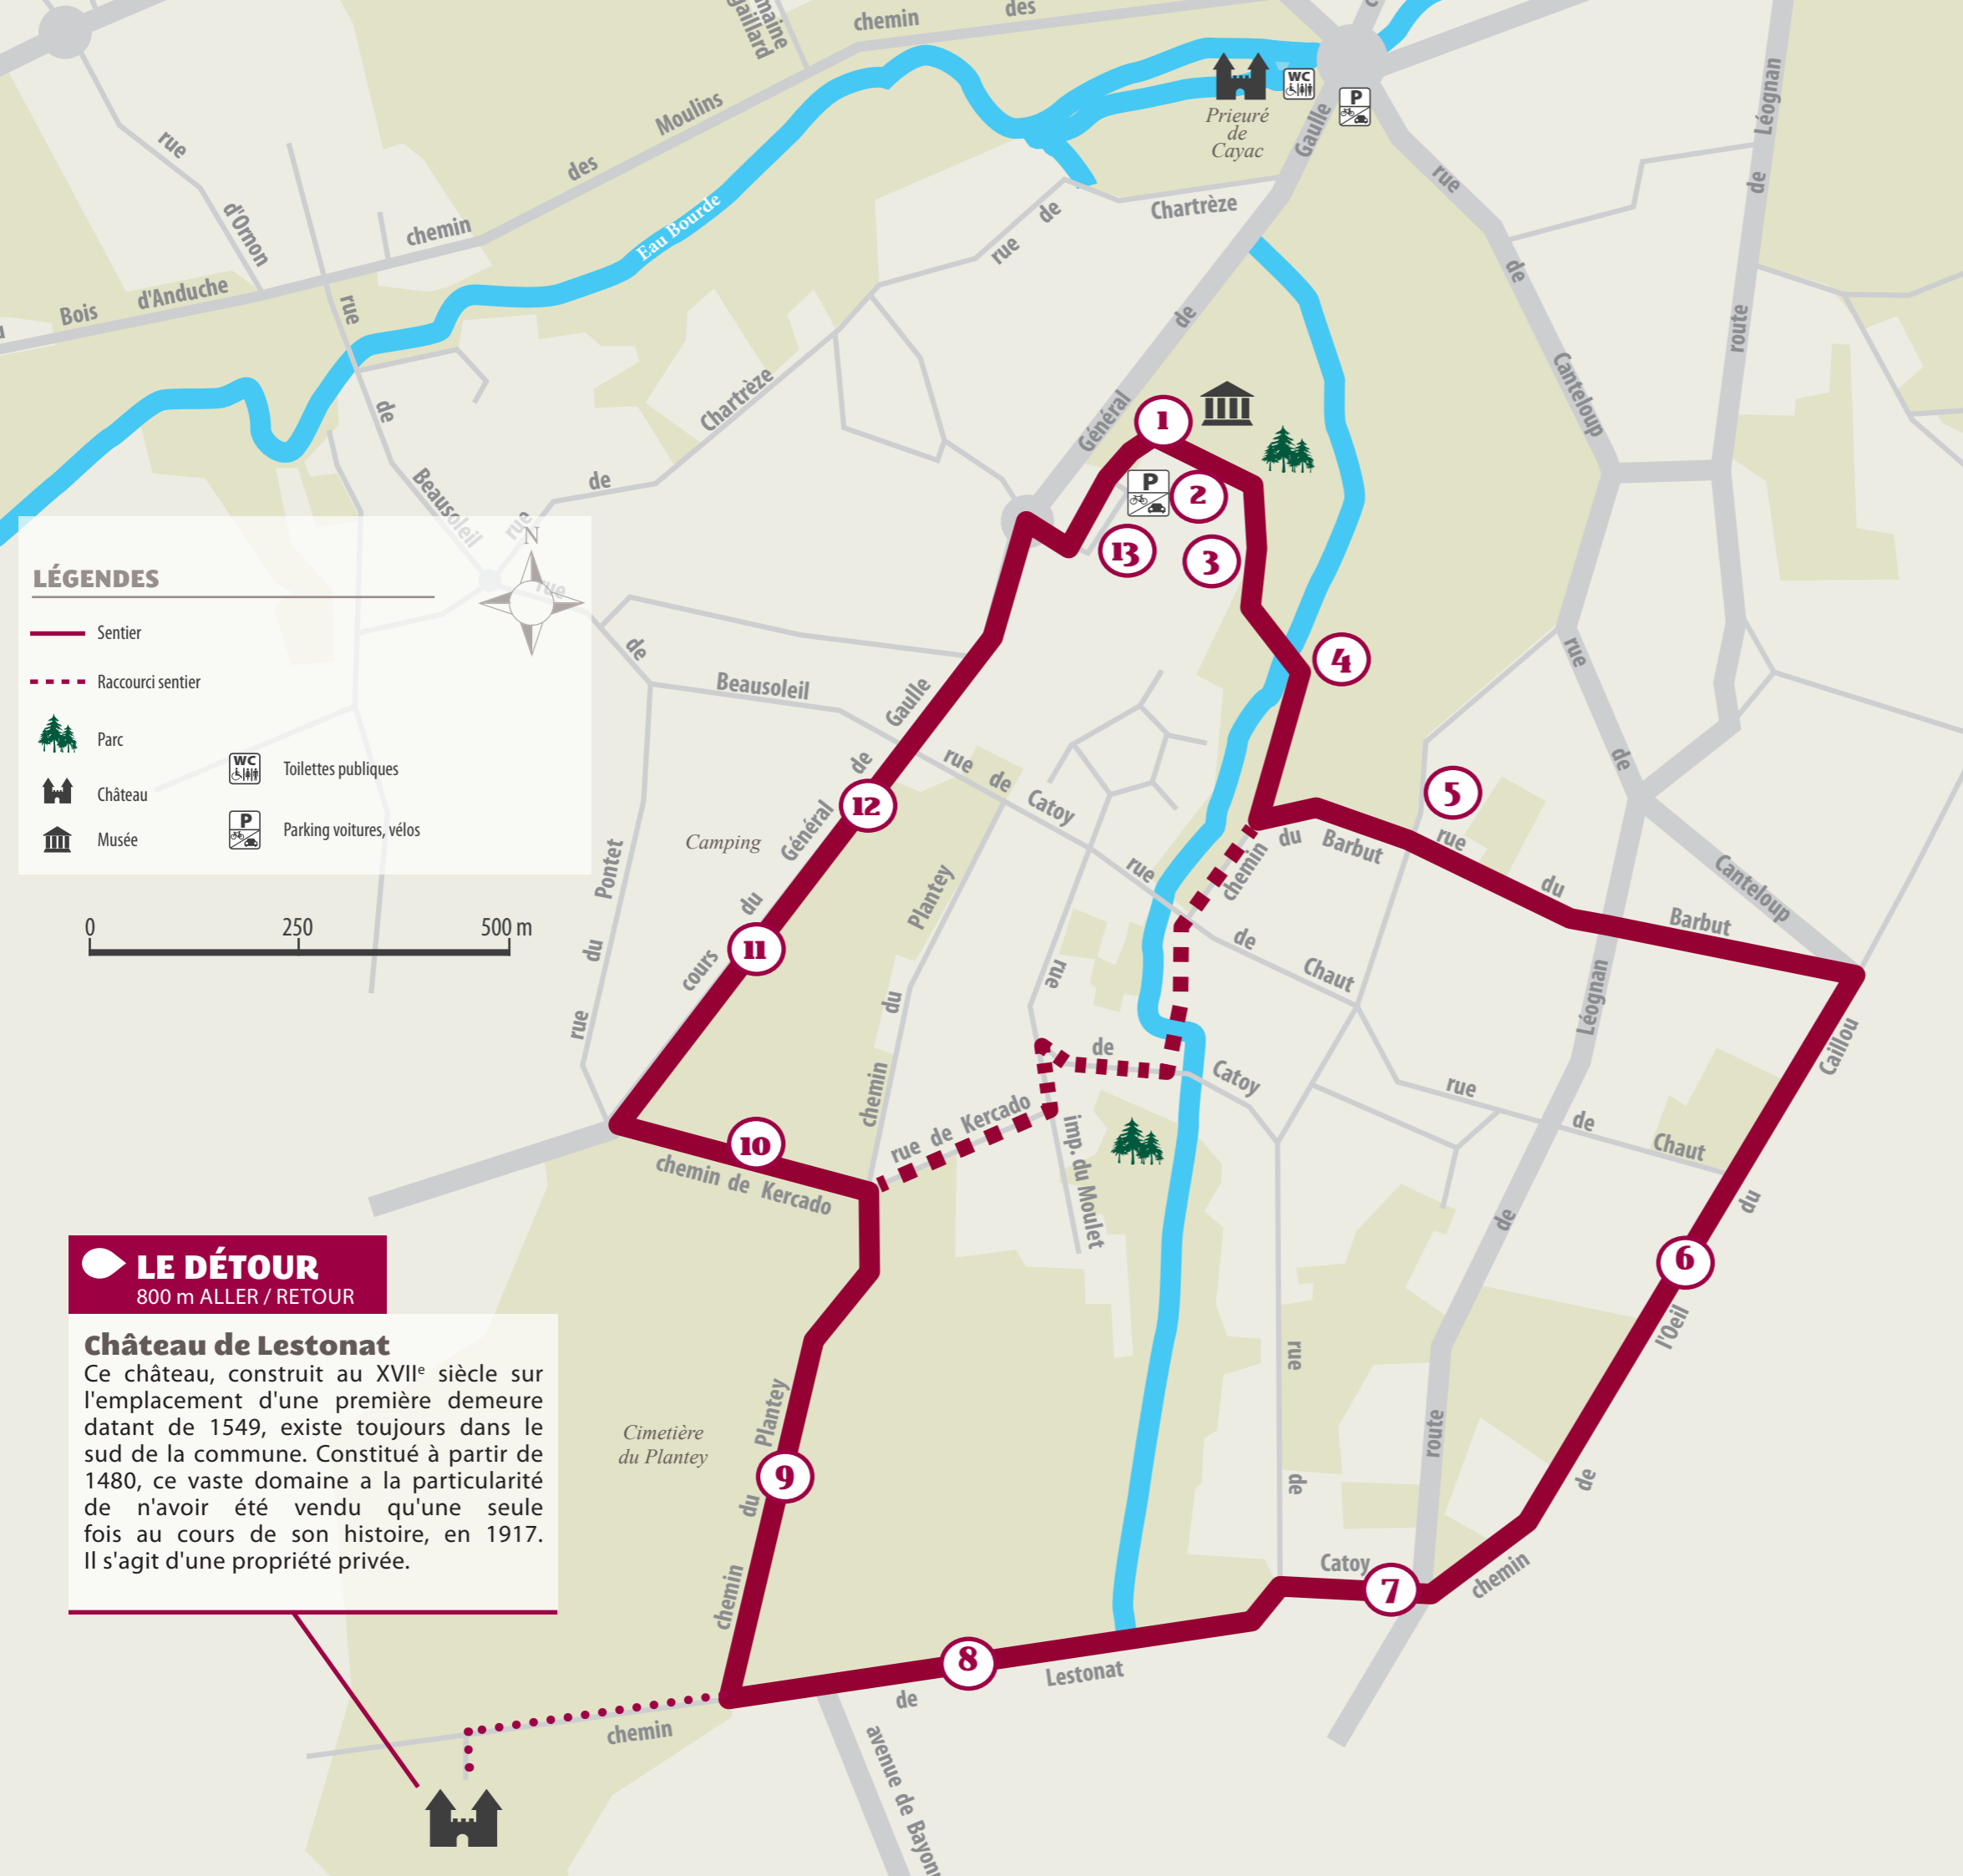 chemin
des
maine
gaillard
Moulins
des
chemin
Bois
d'Anduche
rue
d'Ornon
Eau Bourde
WC
P
Prieuré
de
Cayac
Gaulle
de
Général
rue
de
Chartrèze
rue
de
Canteloup
Léognan
de
route
rue
de
Beausoleil
Chartrèze
de
rue
rue
de
Beausoleil
1
P
2
3
13
4
5
LÉGENDES
N
Sentier
Raccourci sentier
Parc
Château
Musée
WC
Toilettes publiques
P
Parking voitures, vélos
0
250
500 m
Gaulle
de
Général
du
cours
12
11
Camping
rue
du
Pontet
rue de Catoy
rue
de
Chaut
chemin
du
Barbut
rue
du
Barbut
rue
de
Canteloup
Plantey
du
chemin
rue
de
Catoy
rue
de
Chaut
Léognan
de
route
Caillou
du
l'Oeil
de
chemin
6
10
chemin de Kercado
rue de Kercado
imp. du Moulet
LE DÉTOUR
800 m ALLER / RETOUR
Château de Lestonat
Ce château, construit au XVIIe siècle sur
l'emplacement d'une première demeure
datant de 1549, existe toujours dans le
sud de la commune. Constitué à partir de
1480, ce vaste domaine a la particularité
de n'avoir été vendu qu'une seule
fois au cours de son histoire, en 1917.
Il s'agit d'une propriété privée.
Cimetière
du Plantey
Plantey
du
chemin
9
rue
de
Catoy
7
8
chemin
de
Lestonat
avenue de Bayonn